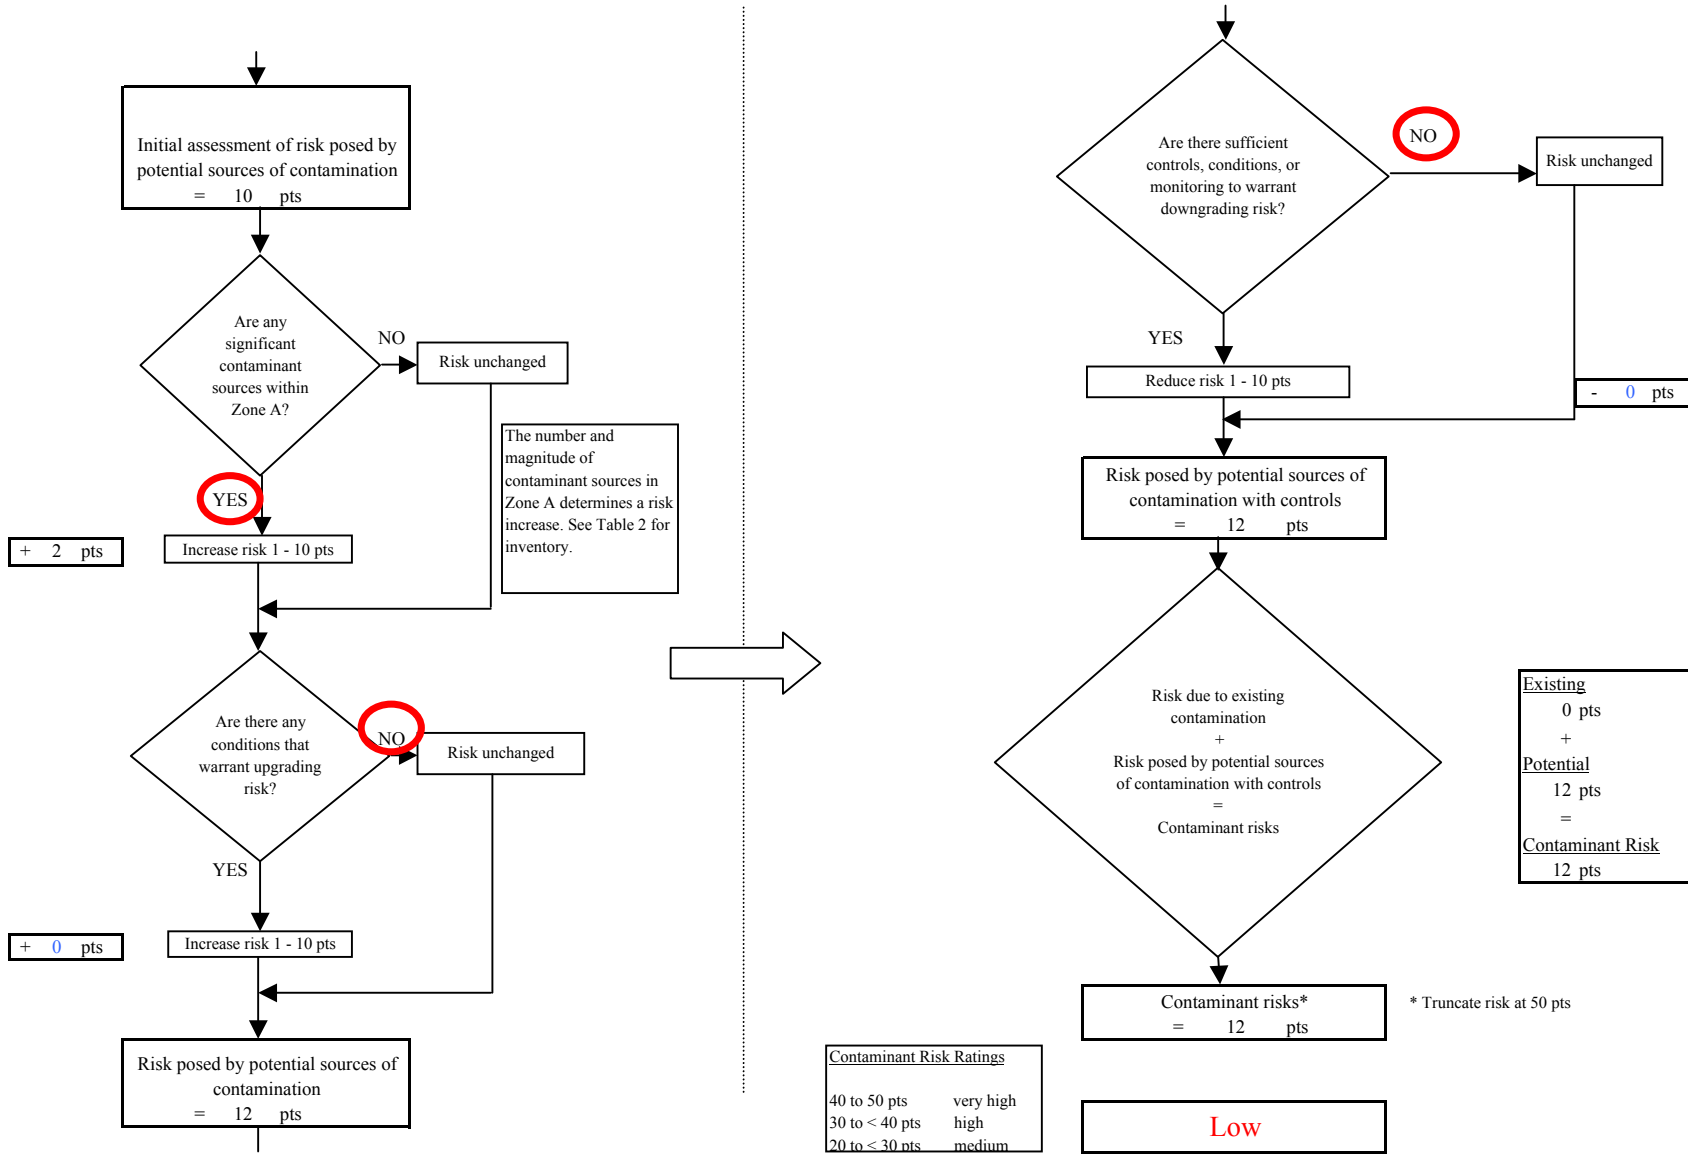 Initial assessment of risk posed by
potential sources of contamination
= 10 pts
Are any
significant
contaminant
sources within
Zone A?
NO
Risk unchanged
The number and
magnitude of
contaminant sources in
Zone A determines a risk
increase. See Table 2 for
inventory.
YES
+ 2 pts
Increase risk 1 - 10 pts
Are there any
conditions that
warrant upgrading
risk?
NO
Risk unchanged
YES
+ 0 pts
Increase risk 1 - 10 pts
Risk posed by potential sources of
contamination
= 12 pts
Are there sufficient
controls, conditions, or
monitoring to warrant
downgrading risk?
NO
Risk unchanged
YES
Reduce risk 1 - 10 pts
- 0 pts
Risk posed by potential sources of
contamination with controls
= 12 pts
Risk due to existing
contamination
+
Risk posed by potential sources
of contamination with controls
=
Contaminant risks
Existing
0 pts
+
Potential
12 pts
=
Contaminant Risk
12 pts
Contaminant risks*
= 12 pts
* Truncate risk at 50 pts
Contaminant Risk Ratings
40 to 50 pts very high
30 to < 40 pts high
20 to < 30 pts medium
Low